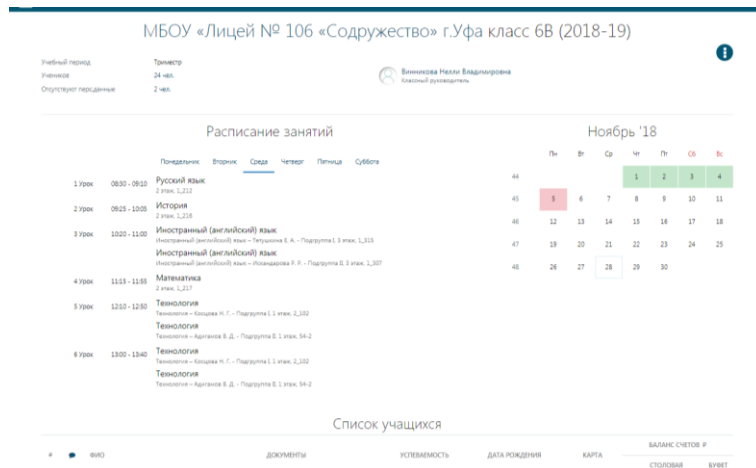 МБОУ «Лицей № 106 «Содружество» г.Уфа класс 6В (2018-19)
Учебный период Триместр
Учеников 24 чел.
Отсутствуют перс.данные 2 чел.
Винникова Нелли Владимировна
Классный руководитель
Расписание занятий
Понедельник Вторник Среда Четверг Пятница Суббота
1 Урок 08:30 - 09:10 Русский язык
2 этаж, 1_212
2 Урок 09:25 - 10:05 История
2 этаж, 1_216
3 Урок 10:20 - 11:00 Иностранный (английский) язык
Иностранный (английский) язык – Тетушкина Е. А. - Подгруппа I, 3 этаж, 1_315
Иностранный (английский) язык
Иностранный (английский) язык – Искандарова Р. Р. - Подгруппа II, 3 этаж, 1_307
4 Урок 11:15 - 11:55 Математика
2 этаж, 1_217
5 Урок 12:10 - 12:50 Технология
Технология – Косцова Н. Г. - Подгруппа I, 1 этаж, 2_102
Технология
Технология – Адиганов В. Д. - Подгруппа II, 1 этаж, 94-2
6 Урок 13:00 - 13:40 Технология
Технология – Косцова Н. Г. - Подгруппа I, 1 этаж, 2_102
Технология
Технология – Адиганов В. Д. - Подгруппа II, 1 этаж, 94-2
Ноябрь '18
Пн Вт Ср Чт Пт Сб Вс
44 1 2 3 4
45 5 6 7 8 9 10 11
46 12 13 14 15 16 17 18
47 19 20 21 22 23 24 25
48 26 27 28 29 30
Список учащихся
# ФИО ДОКУМЕНТЫ УСПЕВАЕМОСТЬ ДАТА РОЖДЕНИЯ КАРТА БАЛАНС СЧЕТОВ ₽
СТОЛОВАЯ БУФЕТ